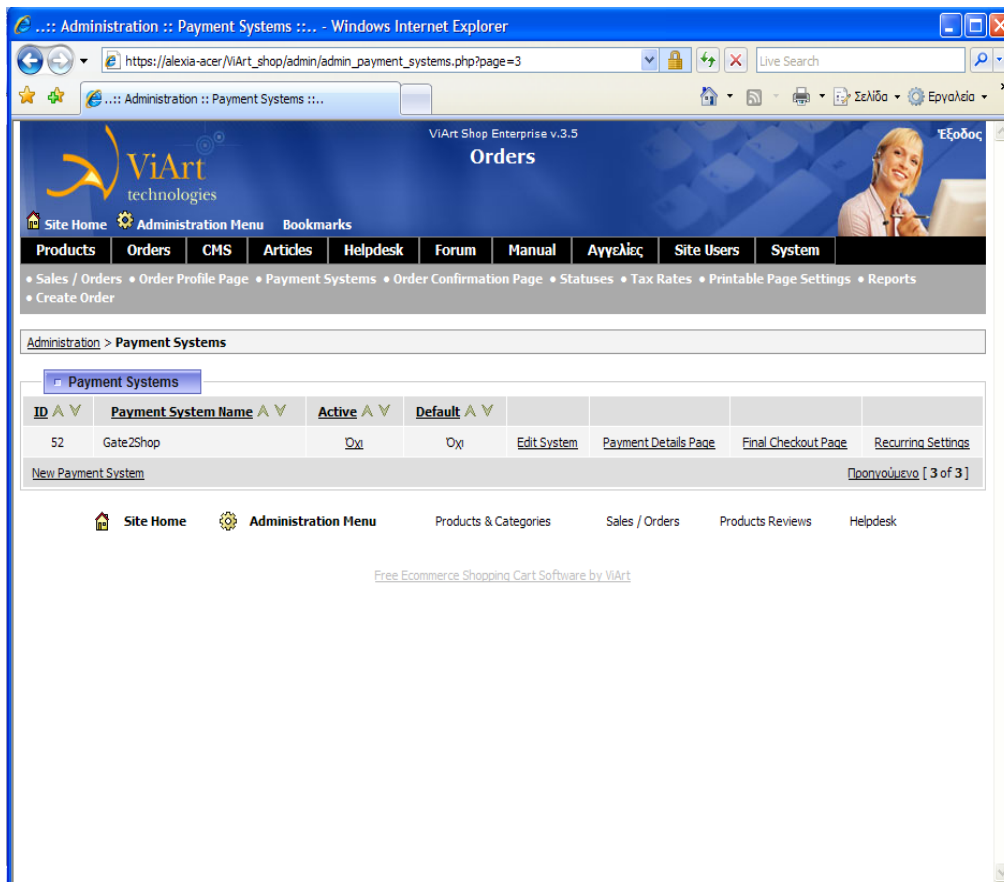 ..:: Administration :: Payment Systems ::... - Windows Internet Explorer
https://alexia-acer/ViArt_shop/admin/admin_payment_systems.php?page=3
Live Search
..:: Administration :: Payment Systems ::..
Σελίδα
Εργαλεία
ViArt
technologies
ViArt Shop Enterprise v.3.5
Orders
Έξοδος
Site Home Administration Menu Bookmarks
Products Orders CMS Articles Helpdesk Forum Manual Αγγελίες Site Users System
• Sales / Orders • Order Profile Page • Payment Systems • Order Confirmation Page • Statuses • Tax Rates • Printable Page Settings • Reports
• Create Order
Administration > Payment Systems
Payment Systems
ID Payment System Name Active Default
52 Gate2Shop Όχι Όχι Edit System Payment Details Page Final Checkout Page Recurring Settings
New Payment System Προηγούμενο [ 3 of 3 ]
Site Home Administration Menu Products & Categories Sales / Orders Products Reviews Helpdesk
Free Ecommerce Shopping Cart Software by ViArt